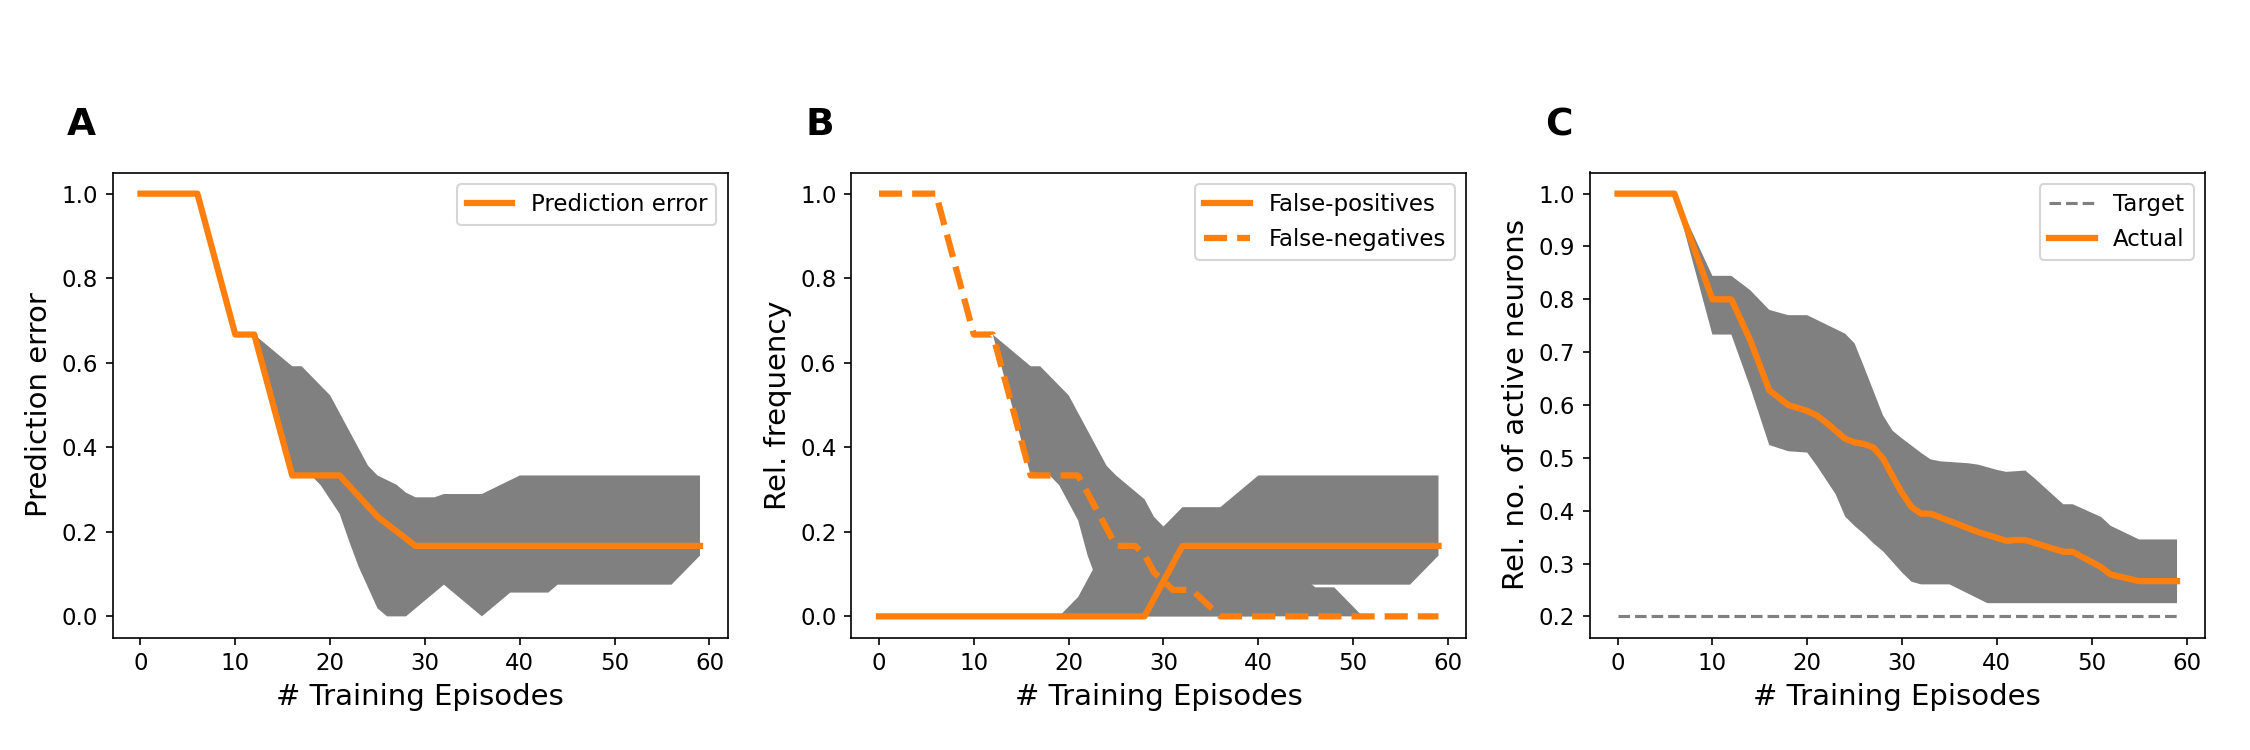 A
Prediction error
1.0
0.8
0.6
0.4
0.2
0.0
Prediction error
0 10 20 30 40 50 60
# Training Episodes
B
Rel. frequency
1.0
0.8
0.6
0.4
0.2
0.0
False-positives
False-negatives
0 10 20 30 40 50 60
# Training Episodes
C
Rel. no. of active neurons
1.0
0.9
0.8
0.7
0.6
0.5
0.4
0.3
0.2
Target
Actual
0 10 20 30 40 50 60
# Training Episodes